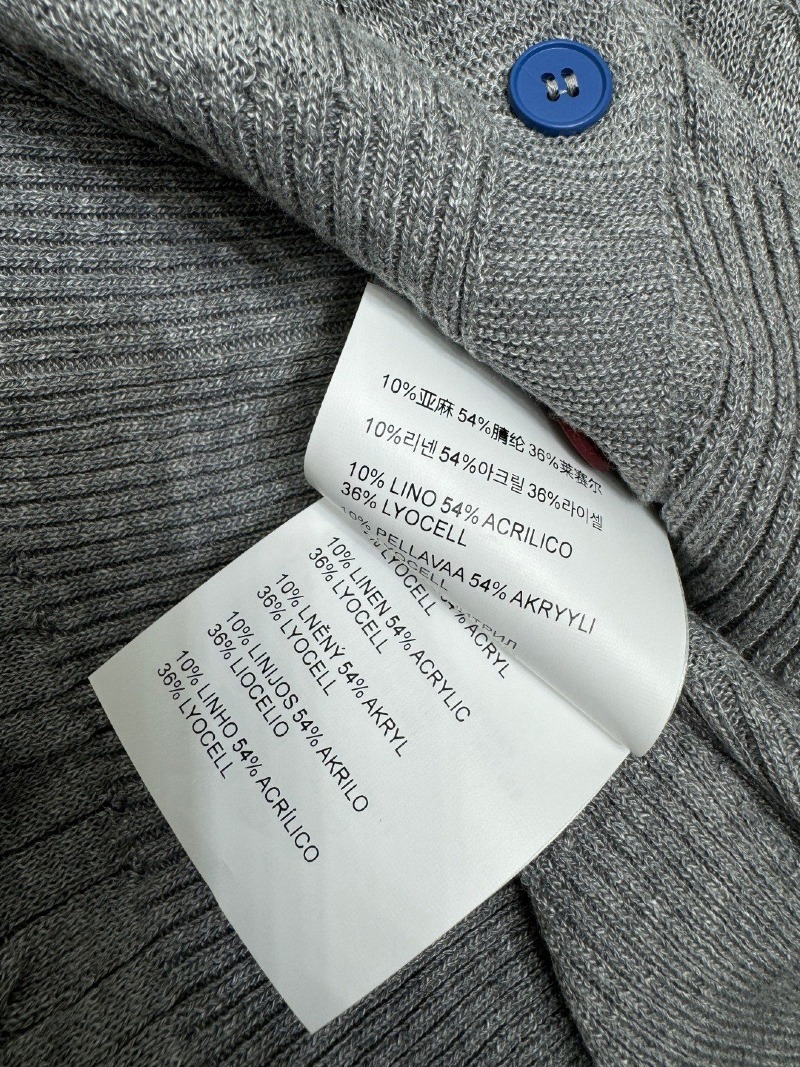 10%亚麻 54%腈纶 36%莱赛尔
10%리넨 54%아크릴 36%라이셀
10% LINO 54% ACRILICO
36% LYOCELL
10% PELLAVAA 54% AKRYYLI
% ACRYL
LYOCELL
10% LINEN 54% ACRYLIC
36% LYOCELL
10% LNĚNÝ 54% AKRYL
36% LYOCELL
10% LINIJOS 54% AKRILO
36% LIOCELIO
10% LINHO 54% ACRÍLICO
36% LYOCELL